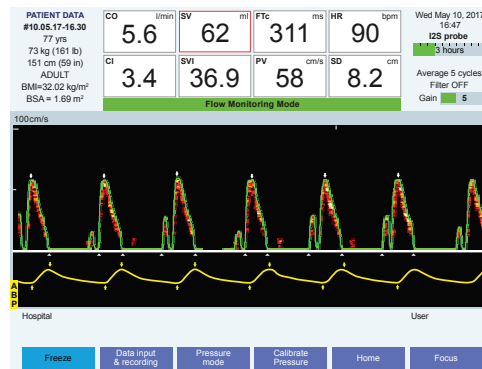 PATIENT DATA
#10.05.17-16.30
77 yrs
73 kg (161 lb)
151 cm (59 in)
ADULT
BMI=32.02 kg/m²
BSA = 1.69 m²
CO l/min
5.6
SV ml
62
FTc ms
311
HR bpm
90
CI
3.4
SVI
36.9
PV cm/s
58
SD cm
8.2
Flow Monitoring Mode
Wed May 10, 2017
16:47
I2S probe
3 hours
Average 5 cycles
Filter OFF
Gain 5
100cm/s
A
B
P
Hospital User
Freeze
Data input
& recording
Pressure
mode
Calibrate
Pressure
Home
Focus